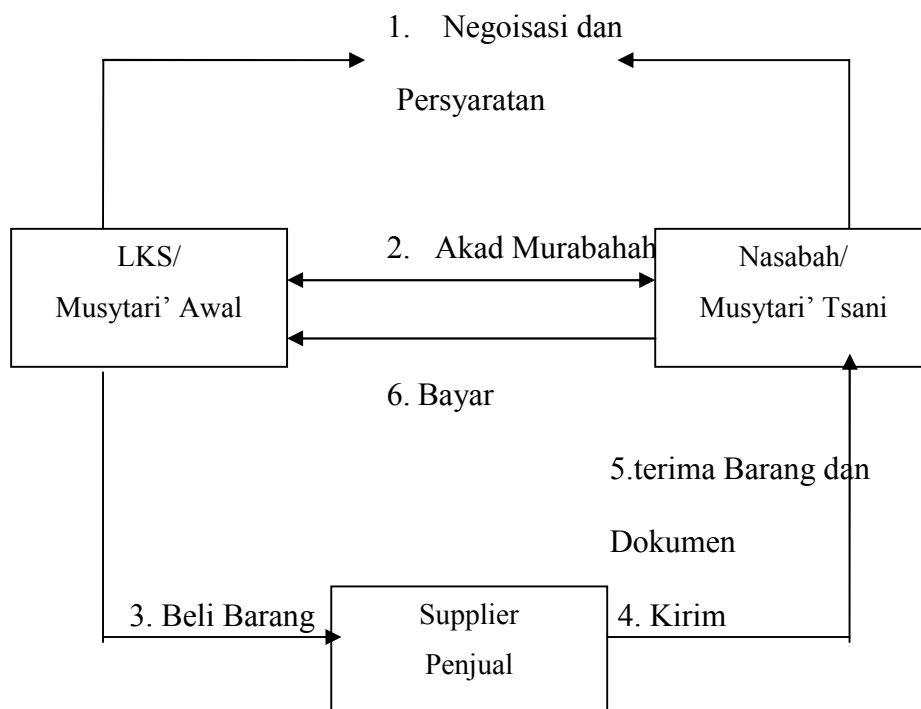 1. Negoisasi dan
Persyaratan
LKS/
Musytari’ Awal
2. Akad Murabahah
Nasabah/
Musytari’ Tsani
6. Bayar
5.terima Barang dan
Dokumen
3. Beli Barang
Supplier
Penjual
4. Kirim